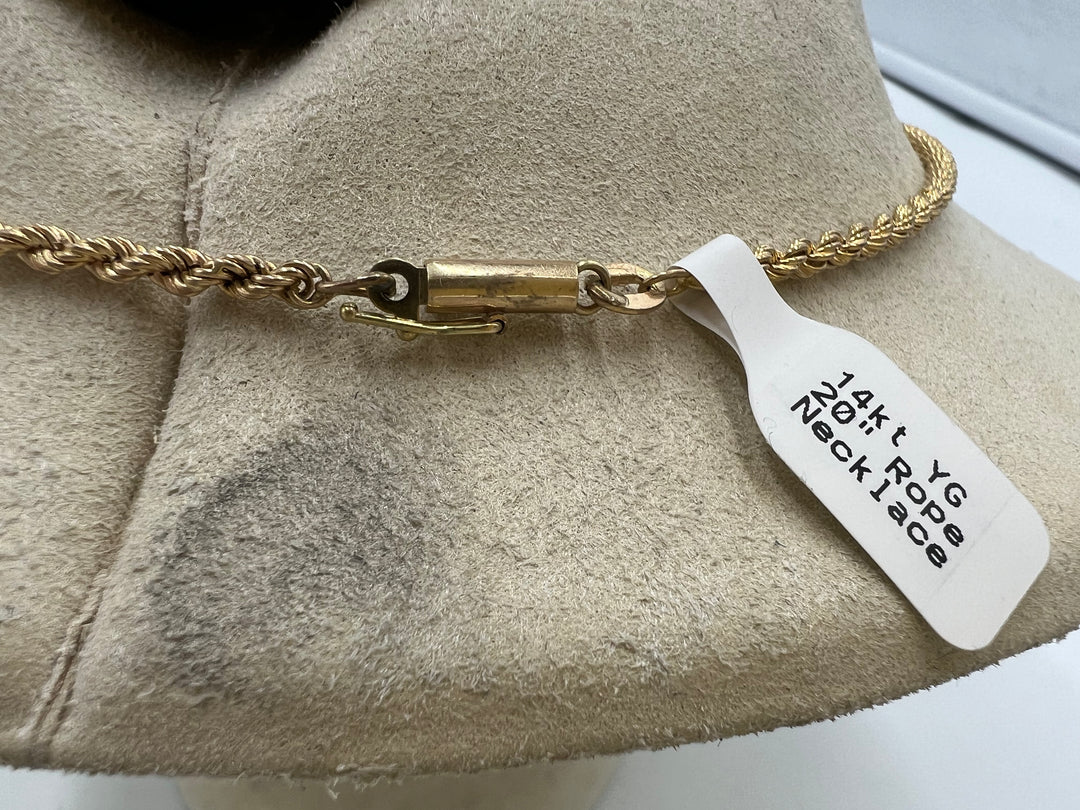 14kt YG
20" Rope
Necklace